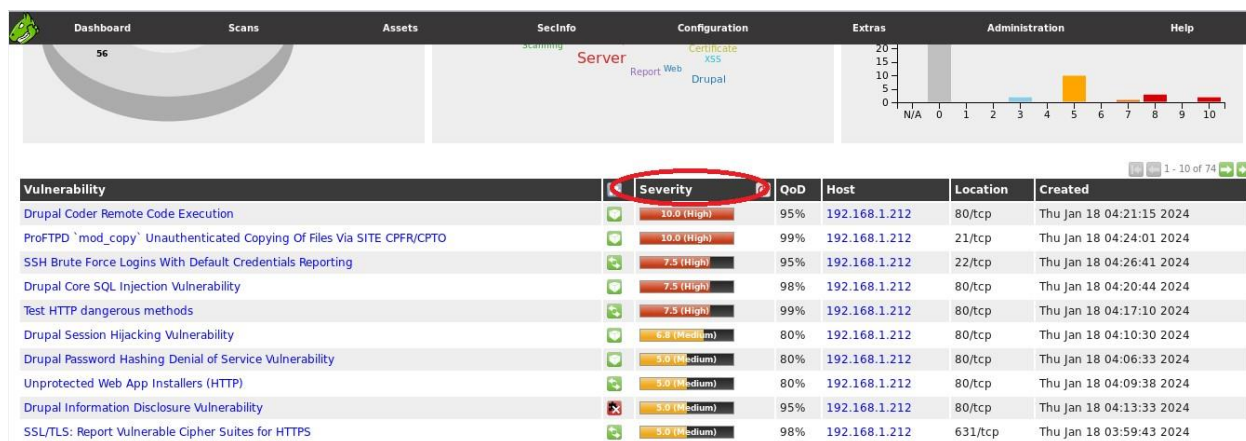 Dashboard Scans Assets SecInfo Configuration Extras Administration Help
56
Scanning
Server
Certificate
XSS
Report Web
Drupal
20
15
10
5
0
N/A 0 1 2 3 4 5 6 7 8 9 10
1 - 10 of 74
Vulnerability Severity QoD Host Location Created
Drupal Coder Remote Code Execution 10.0 (High) 95% 192.168.1.212 80/tcp Thu Jan 18 04:21:15 2024
ProFTPD `mod_copy` Unauthenticated Copying Of Files Via SITE CPFR/CPTO 10.0 (High) 99% 192.168.1.212 21/tcp Thu Jan 18 04:24:01 2024
SSH Brute Force Logins With Default Credentials Reporting 7.5 (High) 95% 192.168.1.212 22/tcp Thu Jan 18 04:26:41 2024
Drupal Core SQL Injection Vulnerability 7.5 (High) 98% 192.168.1.212 80/tcp Thu Jan 18 04:20:44 2024
Test HTTP dangerous methods 7.5 (High) 99% 192.168.1.212 80/tcp Thu Jan 18 04:17:10 2024
Drupal Session Hijacking Vulnerability 6.8 (Medium) 80% 192.168.1.212 80/tcp Thu Jan 18 04:10:30 2024
Drupal Password Hashing Denial of Service Vulnerability 5.0 (Medium) 80% 192.168.1.212 80/tcp Thu Jan 18 04:06:33 2024
Unprotected Web App Installers (HTTP) 5.0 (Medium) 80% 192.168.1.212 80/tcp Thu Jan 18 04:09:38 2024
Drupal Information Disclosure Vulnerability 5.0 (Medium) 95% 192.168.1.212 80/tcp Thu Jan 18 04:13:33 2024
SSL/TLS: Report Vulnerable Cipher Suites for HTTPS 5.0 (Medium) 98% 192.168.1.212 631/tcp Thu Jan 18 03:59:43 2024